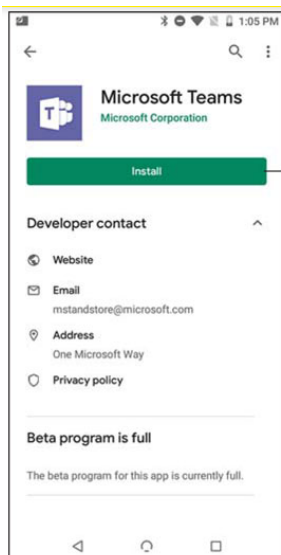 1:05 PM
Microsoft Teams
Microsoft Corporation
Install
Developer contact
Website
Email
mstandstore@microsoft.com
Address
One Microsoft Way
Privacy policy
Beta program is full
The beta program for this app is currently full.